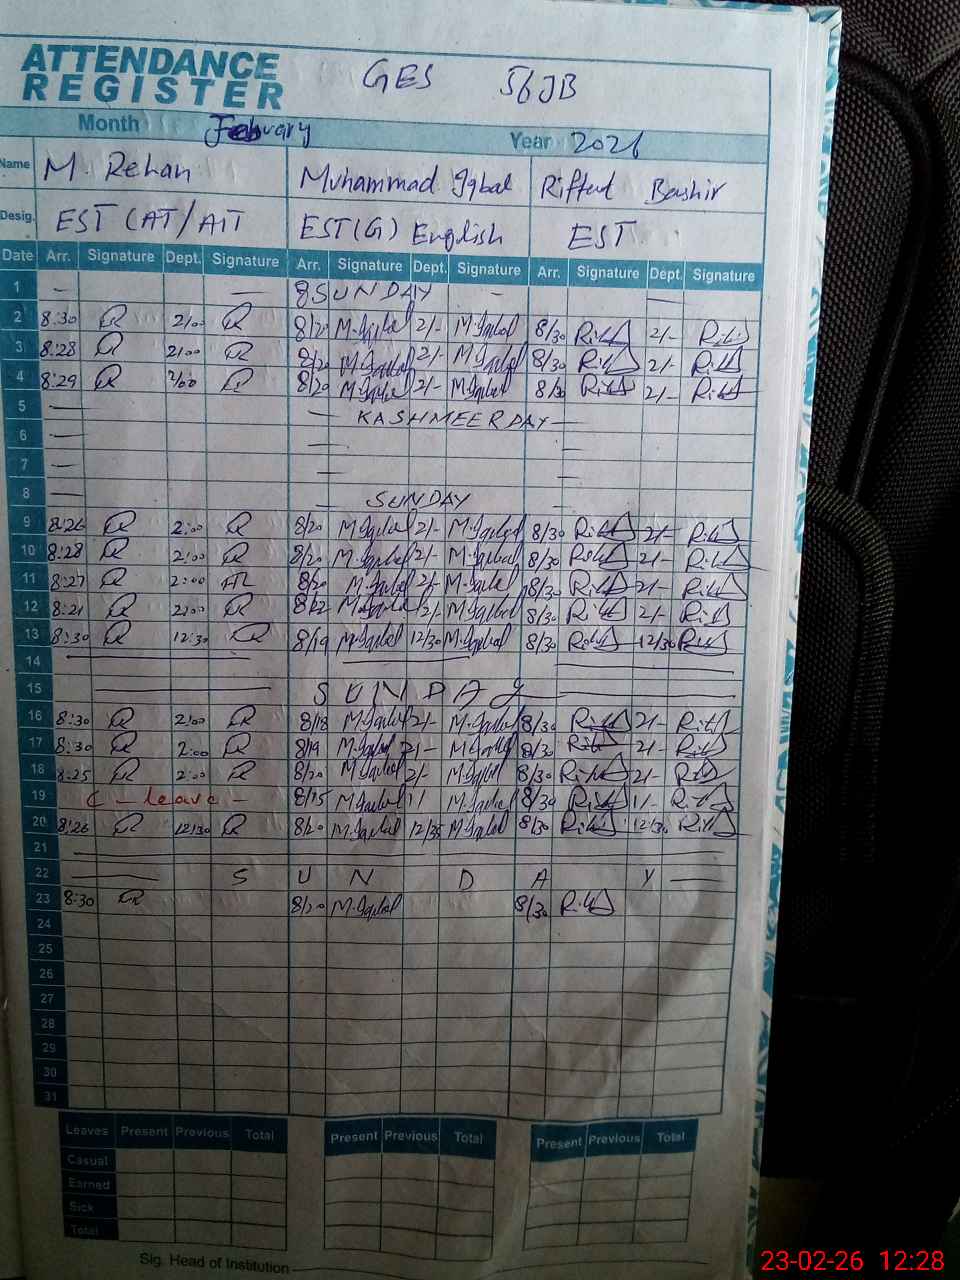 ATTENDANCE
REGISTER
GES 56JB
Month February Year 2026
Name M. Rehan Muhammad Iqbal Riffat Bashir
Desig. EST (AT/AIT EST(G) English EST
Date Arr. Signature Dept. Signature Arr. Signature Dept. Signature Arr. Signature Dept. Signature
1 — — SUNDAY - —
2 8:30 2/00 8/20 M.Iqbal 2/- M.Iqbal 8/30 2/-
3 8:28 2/00 8/20 M.Iqbal 2/- M.Iqbal 8/30 2/-
4 8:29 2/00 8/20 M.Iqbal 2/- M.Iqbal 8/30 2/-
5 — — KASHMEER DAY —
6 — —
7 — —
8 — SUNDAY
9 8:26 2:00 8/20 M.Iqbal 2/- M.Iqbal 8/30 2/-
10 8:28 2:00 8/20 M.Iqbal 2/- M.Iqbal 8/30 2/-
11 8:27 2:00 8/20 M.Iqbal 2/- M.Iqbal 8/30 2/-
12 8:21 2:00 8/22 M.Iqbal 2/- M.Iqbal 8/30 2/-
13 8:30 12:30 8/19 M.Iqbal 12/30 M.Iqbal 8/30 12/30
14
15 SUNDAY
16 8:30 2:00 8/18 M.Iqbal 2/- M.Iqbal 8/30 2/-
17 8:30 2:00 8/19 M.Iqbal 2/- M.Iqbal 8/30 2/-
18 8:25 2:00 8/20 M.Iqbal 2/- M.Iqbal 8/30 2/-
19 C - leave - 8/15 M.Iqbal 1/ M.Iqbal 8/30 1/-
20 8:26 12:30 8/20 M.Iqbal 12/35 M.Iqbal 8/30 12/30
21
22 SUNDAY
23 8:30 8/20 M.Iqbal 8/30
24
25
26
27
28
29
30
31
Leaves Present Previous Total Present Previous Total Present Previous Total
Casual
Earned
Sick
Total
Sig. Head of Institution
23-02-26 12:28